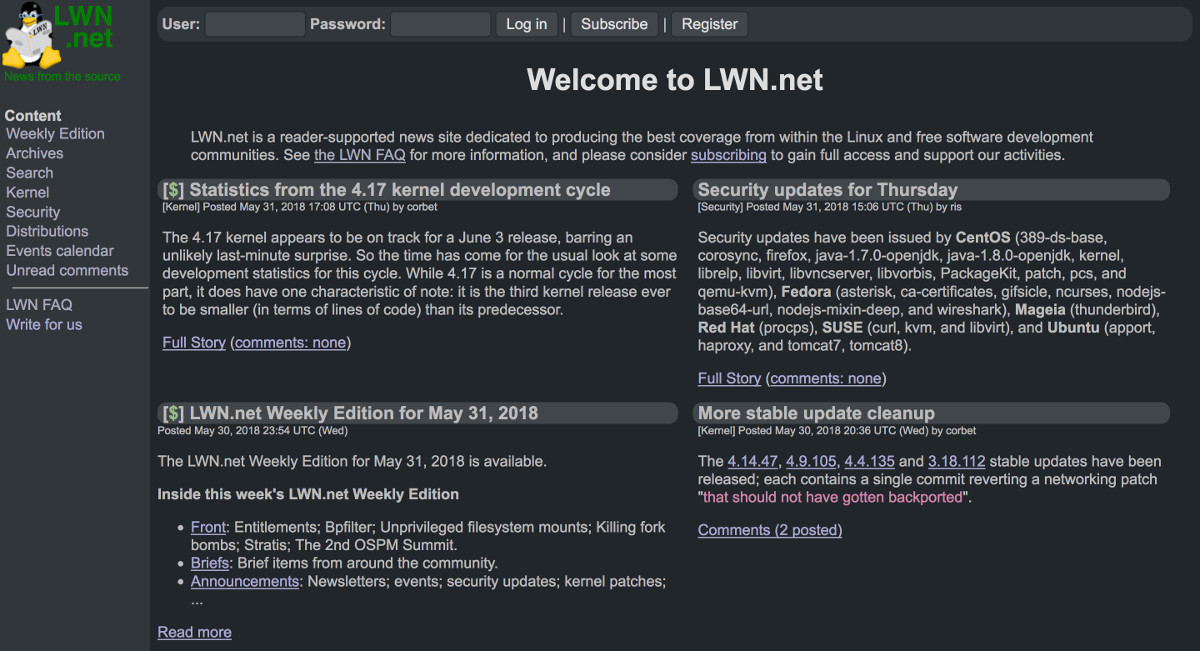 LWN
.net
News from the source
User: Password: Log in | Subscribe | Register
Content
Weekly Edition
Archives
Search
Kernel
Security
Distributions
Events calendar
Unread comments
LWN FAQ
Write for us
Welcome to LWN.net
LWN.net is a reader-supported news site dedicated to producing the best coverage from within the Linux and free software development
communities. See the LWN FAQ for more information, and please consider subscribing to gain full access and support our activities.
[$] Statistics from the 4.17 kernel development cycle
[Kernel] Posted May 31, 2018 17:08 UTC (Thu) by corbet
The 4.17 kernel appears to be on track for a June 3 release, barring an
unlikely last-minute surprise. So the time has come for the usual look at some
development statistics for this cycle. While 4.17 is a normal cycle for the most
part, it does have one characteristic of note: it is the third kernel release ever
to be smaller (in terms of lines of code) than its predecessor.
Full Story (comments: none)
Security updates for Thursday
[Security] Posted May 31, 2018 15:06 UTC (Thu) by ris
Security updates have been issued by CentOS (389-ds-base,
corosync, firefox, java-1.7.0-openjdk, java-1.8.0-openjdk, kernel,
librelp, libvirt, libvncserver, libvorbis, PackageKit, patch, pcs, and
qemu-kvm), Fedora (asterisk, ca-certificates, gifsicle, ncurses, nodejs-
base64-url, nodejs-mixin-deep, and wireshark), Mageia (thunderbird),
Red Hat (procps), SUSE (curl, kvm, and libvirt), and Ubuntu (apport,
haproxy, and tomcat7, tomcat8).
Full Story (comments: none)
[$] LWN.net Weekly Edition for May 31, 2018
Posted May 30, 2018 23:54 UTC (Wed)
The LWN.net Weekly Edition for May 31, 2018 is available.
Inside this week's LWN.net Weekly Edition
• Front: Entitlements; Bpfilter; Unprivileged filesystem mounts; Killing fork
bombs; Stratis; The 2nd OSPM Summit.
• Briefs: Brief items from around the community.
• Announcements: Newsletters; events; security updates; kernel patches;
...
Read more
More stable update cleanup
[Kernel] Posted May 30, 2018 20:36 UTC (Wed) by corbet
The 4.14.47, 4.9.105, 4.4.135 and 3.18.112 stable updates have been
released; each contains a single commit reverting a networking patch
"that should not have gotten backported".
Comments (2 posted)